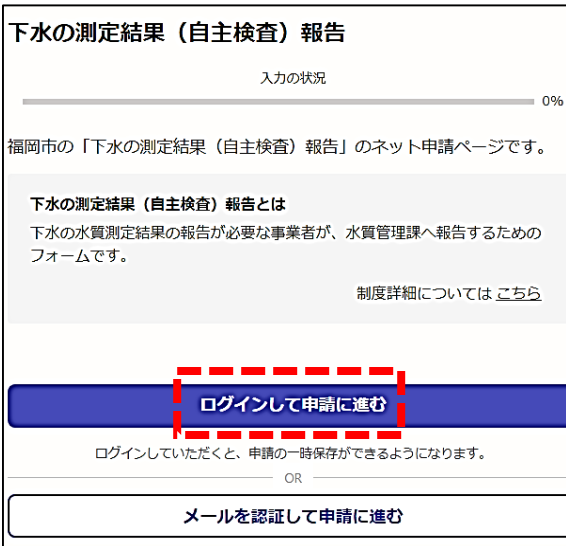 下水の測定結果（自主検査）報告
入力の状況
0%
福岡市の「下水の測定結果（自主検査）報告」のネット申請ページです。
下水の測定結果（自主検査）報告とは
下水の水質測定結果の報告が必要な事業者が、水質管理課へ報告するための
フォームです。
制度詳細については こちら
ログインして申請に進む
ログインしていただくと、申請の一時保存ができるようになります。
OR
メールを認証して申請に進む